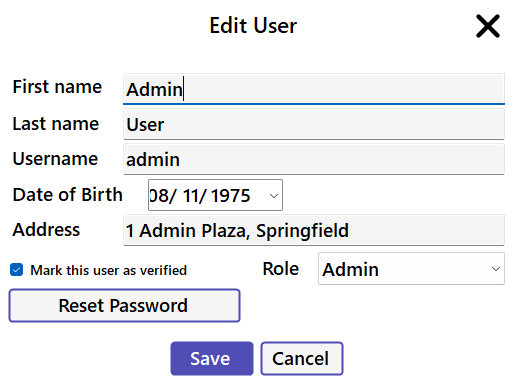 Edit User
First name Admin
Last name User
Username admin
Date of Birth 08/ 11/ 1975
Address 1 Admin Plaza, Springfield
Mark this user as verified Role Admin
Reset Password
Save Cancel